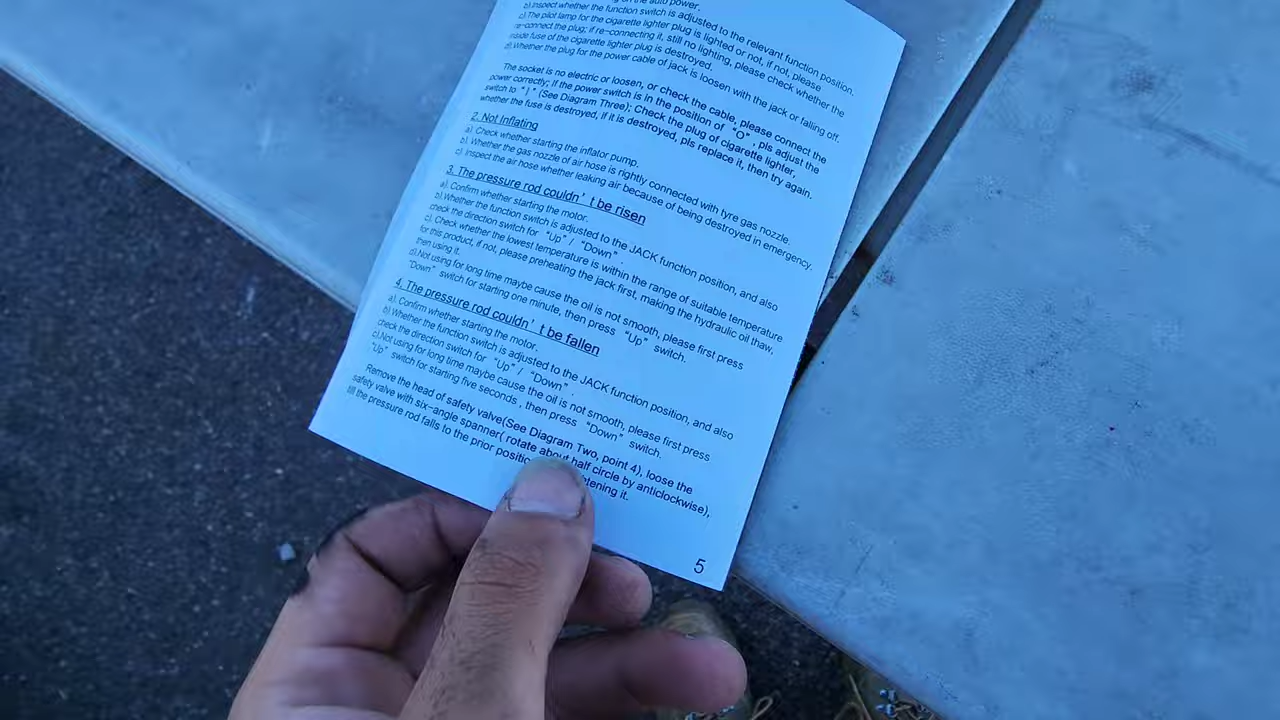 on the auto power.
b).Inspect whether the function switch is adjusted to the relevant function position.
c).The pilot lamp for the cigarette lighter plug is lighted or not, if not, please
re-connect the plug; if re-connecting it, still no lighting, please check whether the
inside fuse of the cigarette lighter plug is destroyed.
d).Whether the plug for the power cable of jack is loosen with the jack or falling off.
The socket is no electric or loosen, or check the cable, please connect the
power correctly; If the power switch is in the position of “O”, pls adjust the
switch to “|” (See Diagram Three); Check the plug of cigarette lighter,
whether the fuse is destroyed, if it is destroyed, pls replace it, then try again.
2. Not Inflating
a). Check whether starting the inflator pump.
b). Whether the gas nozzle of air hose is rightly connected with tyre gas nozzle.
c). Inspect the air hose whether leaking air because of being destroyed in emergency.
3. The pressure rod couldn’t be risen
a). Confirm whether starting the motor.
b).Whether the function switch is adjusted to the JACK function position, and also
check the direction switch for “Up” / “Down”.
c). Check whether the lowest temperature is within the range of suitable temperature
for this product, if not, please preheating the jack first, making the hydraulic oil thaw,
then using it.
d).Not using for long time maybe cause the oil is not smooth, please first press
“Down” switch for starting one minute, then press “Up” switch.
4. The pressure rod couldn’t be fallen
a). Confirm whether starting the motor.
b) Whether the function switch is adjusted to the JACK function position, and also
check the direction switch for “Up” / “Down”.
c).Not using for long time maybe cause the oil is not smooth, please first press
“Up” switch for starting five seconds, then press “Down” switch.
Remove the head of safety valve(See Diagram Two, point 4), loose the
safety valve with six-angle spanner( rotate about half circle by anticlockwise),
till the pressure rod falls to the prior it.
5